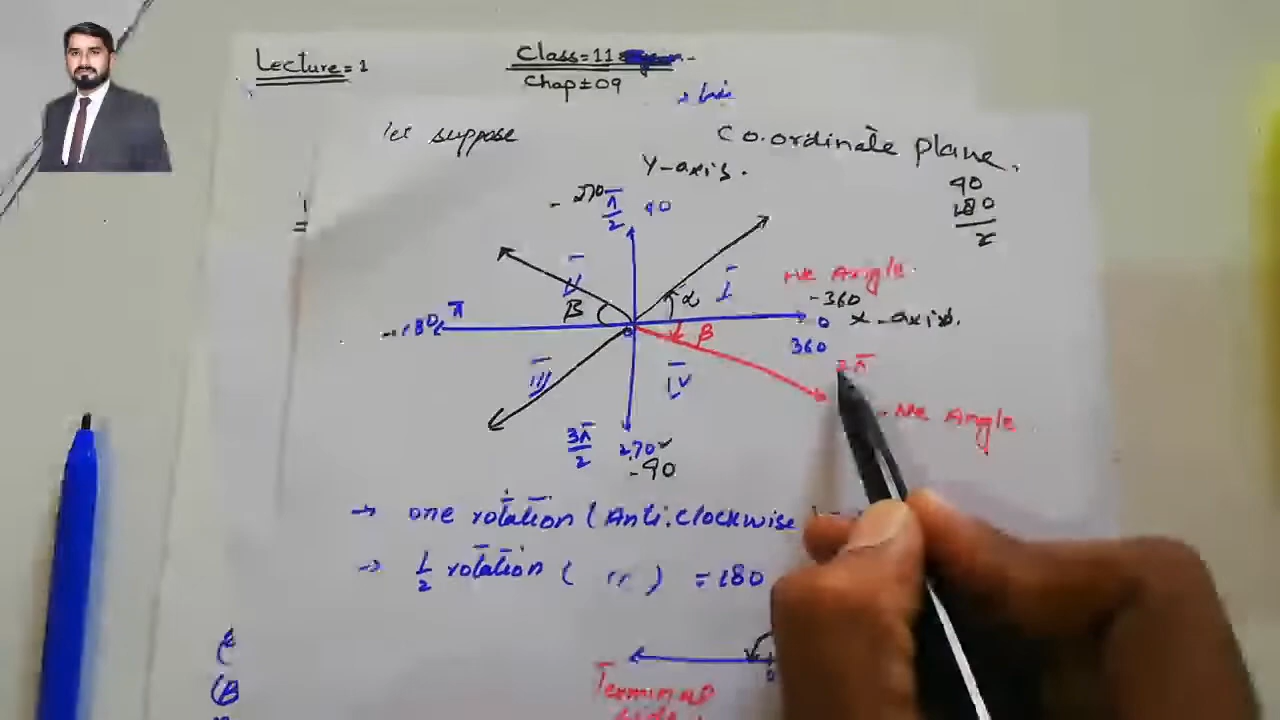 Lecture=1
Class=11
Chap=09
let suppose
Co.ordinate plane.
Y-axis.
90
180
- 270
π/2 90
I
II
+ve Angle.
α
-360
β
π
-180
0 x-axis.
β
360
2π
III
IV
-ve Angle
3π/2 270
-90
→ one rotation (Anti.clockwise
→ 1/2 rotation ( '' ) =180
Terminal
side